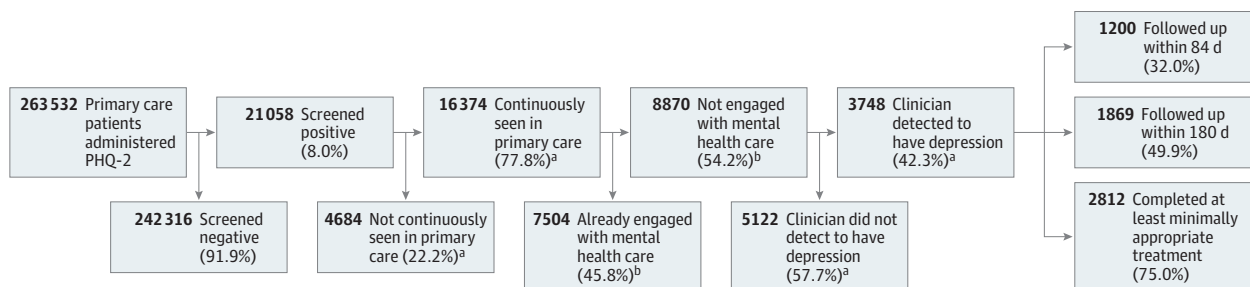 263 532 Primary care
patients
administered
PHQ-2
21 058 Screened
positive
(8.0%)
242 316 Screened
negative
(91.9%)
16 374 Continuously
seen in
primary care
(77.8%)a
4684 Not continuously
seen in primary
care (22.2%)a
8870 Not engaged
with mental
health care
(54.2%)b
7504 Already engaged
with mental
health care
(45.8%)b
3748 Clinician
detected to
have depression
(42.3%)a
5122 Clinician did not
detect to have
depression
(57.7%)a
1200 Followed up
within 84 d
(32.0%)
1869 Followed up
within 180 d
(49.9%)
2812 Completed at
least minimally
appropriate
treatment
(75.0%)